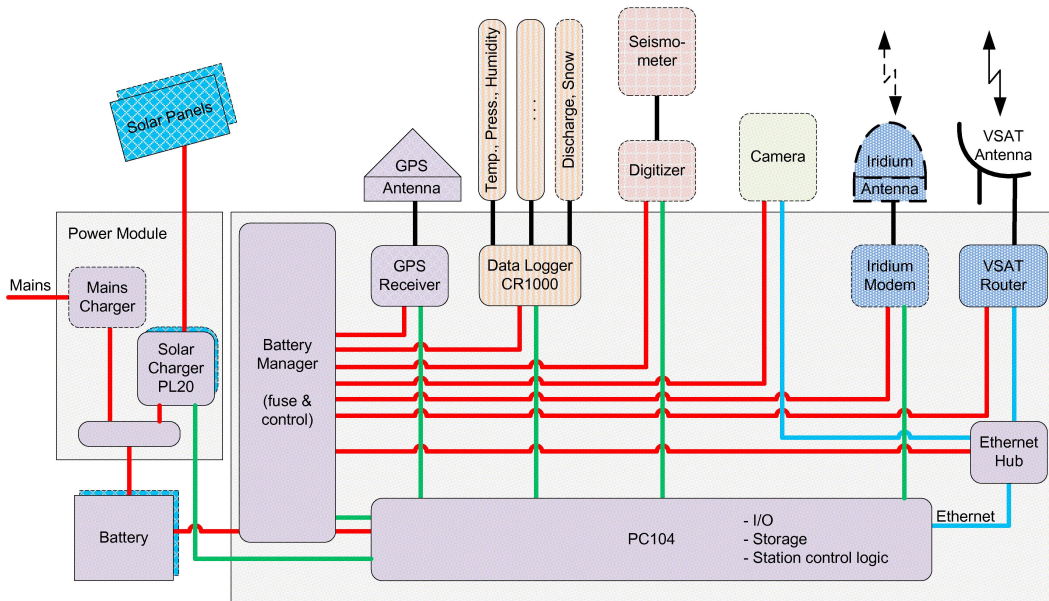 Solar Panels
Power Module
Mains
Mains
Charger
Solar
Charger
PL20
Battery
Battery
Manager
(fuse &
control)
GPS
Antenna
GPS
Receiver
Temp., Press., Humidity
. . .
Discharge, Snow
Data Logger
CR1000
Seismo-
meter
Digitizer
Camera
Iridium
Antenna
Iridium
Modem
VSAT
Antenna
VSAT
Router
Ethernet
Hub
Ethernet
PC104
- I/O
- Storage
- Station control logic